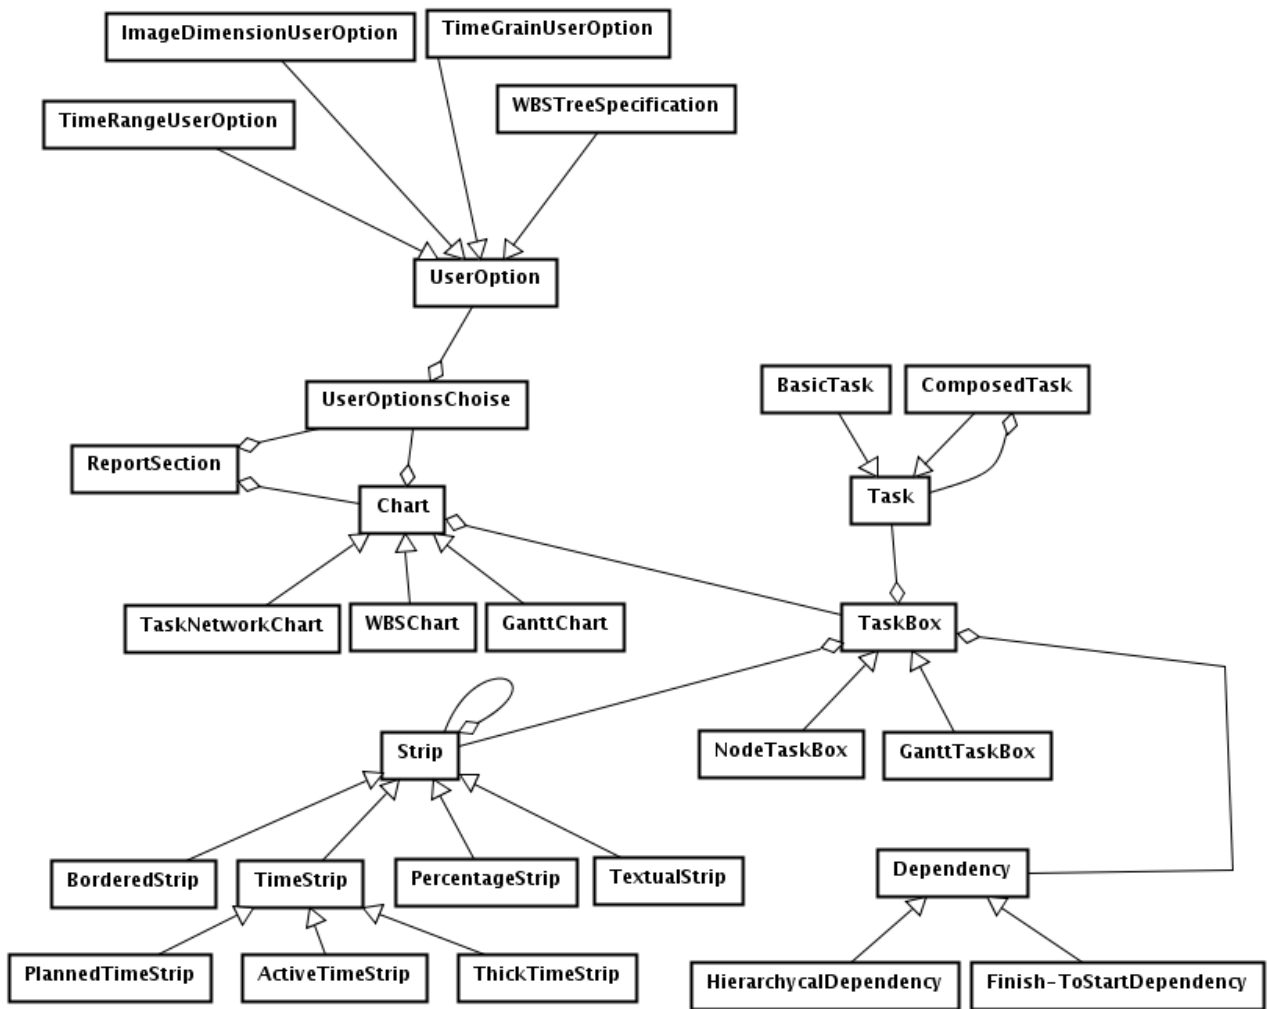 ImageDimensionUserOption
TimeGrainUserOption
WBSTreeSpecification
TimeRangeUserOption
UserOption
BasicTask
ComposedTask
UserOptionsChoise
ReportSection
Chart
Task
TaskNetworkChart
WBSChart
GanttChart
TaskBox
Strip
NodeTaskBox
GanttTaskBox
BorderedStrip
TimeStrip
PercentageStrip
TextualStrip
Dependency
PlannedTimeStrip
ActiveTimeStrip
ThickTimeStrip
HierarchycalDependency
Finish-ToStartDependency